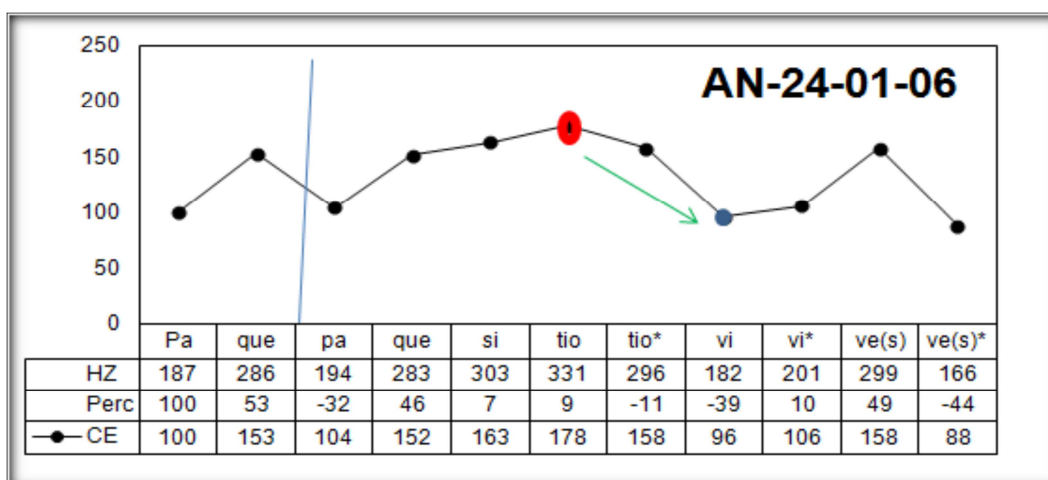 250
200
150
100
50
0
AN-24-01-06
Pa que pa que si tio tio* vi vi* ve(s) ve(s)*
HZ 187 286 194 283 303 331 296 182 201 299 166
Perc 100 53 -32 46 7 9 -11 -39 10 49 -44
CE 100 153 104 152 163 178 158 96 106 158 88